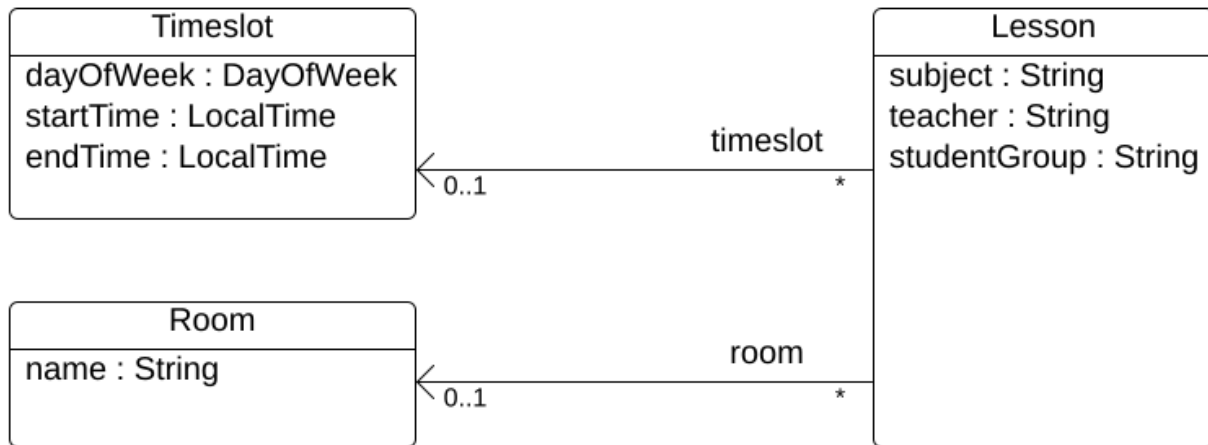 Timeslot
dayOfWeek : DayOfWeek
startTime : LocalTime
endTime : LocalTime
Lesson
subject : String
teacher : String
studentGroup : String
timeslot
0..1
*
Room
name : String
room
0..1
*